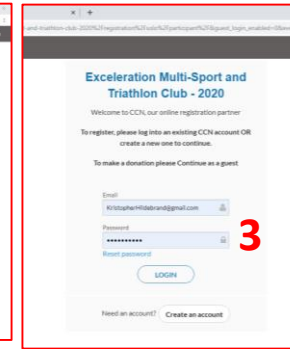 Exceleration Multi-Sport and
Triathlon Club - 2020
Welcome to CCN, our online registration partner
To register, please log into an existing CCN account OR
create a new one to continue.
To make a donation please Continue as a guest
Email
KristopherHildabrand@gmail.com
Password
3
Reset password
LOGIN
Need an account? Create an account